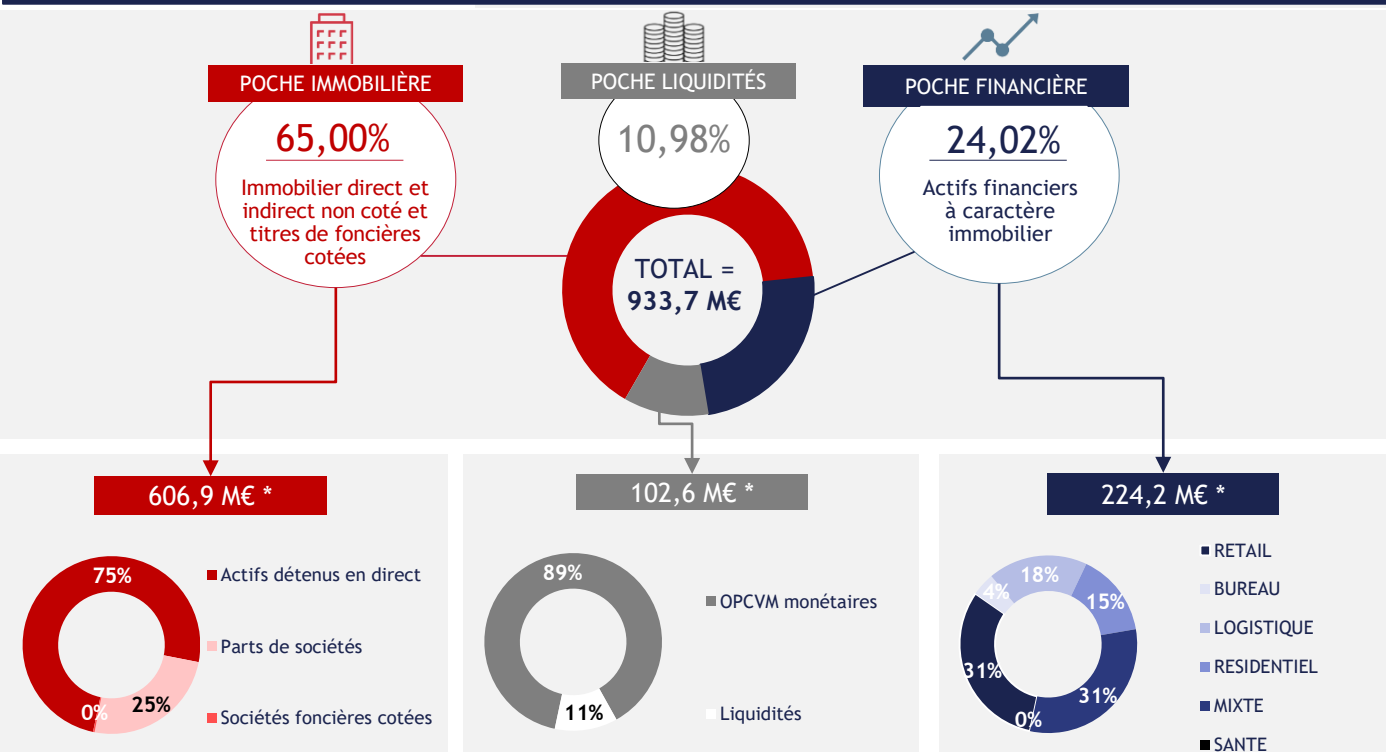 POCHE IMMOBILIÈRE
65,00%
Immobilier direct et
indirect non coté et
titres de foncières
cotées
POCHE LIQUIDITÉS
10,98%
POCHE FINANCIÈRE
24,02%
Actifs financiers
à caractère
immobilier
TOTAL =
933,7 M€
606,9 M€ *
75%
25%
0%
Actifs détenus en direct
Parts de sociétés
Sociétés foncières cotées
102,6 M€ *
89%
11%
OPCVM monétaires
Liquidités
224,2 M€ *
4%
18%
15%
31%
31%
0%
RETAIL
BUREAU
LOGISTIQUE
RESIDENTIEL
MIXTE
SANTE